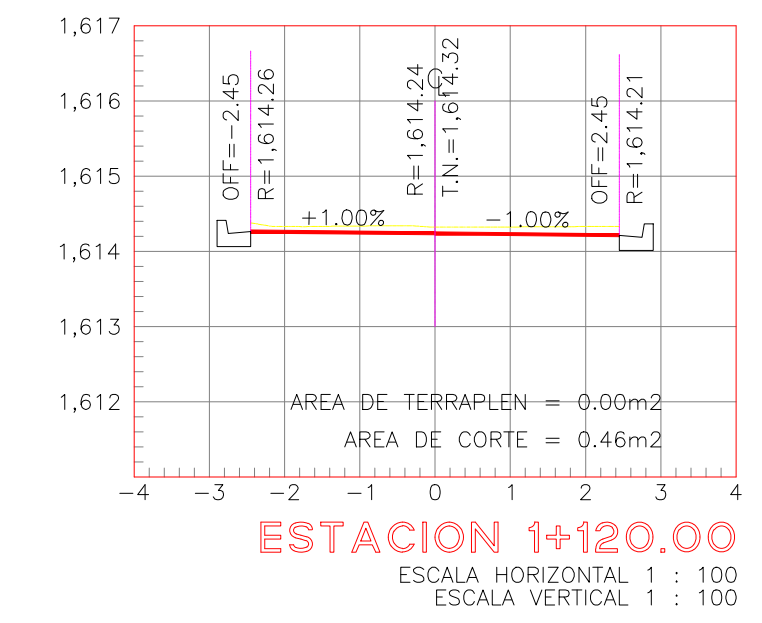 1,617
1,616
1,615
1,614
1,613
1,612
OFF=-2.45
R=1,614.26
R=1,614.24
CL
T.N.=1,614.32
OFF=2.45
R=1,614.21
+1.00%
-1.00%
AREA DE TERRAPLEN = 0.00m2
AREA DE CORTE = 0.46m2
-4 -3 -2 -1 0 1 2 3 4
ESTACION 1+120.00
ESCALA HORIZONTAL 1 : 100
ESCALA VERTICAL 1 : 100